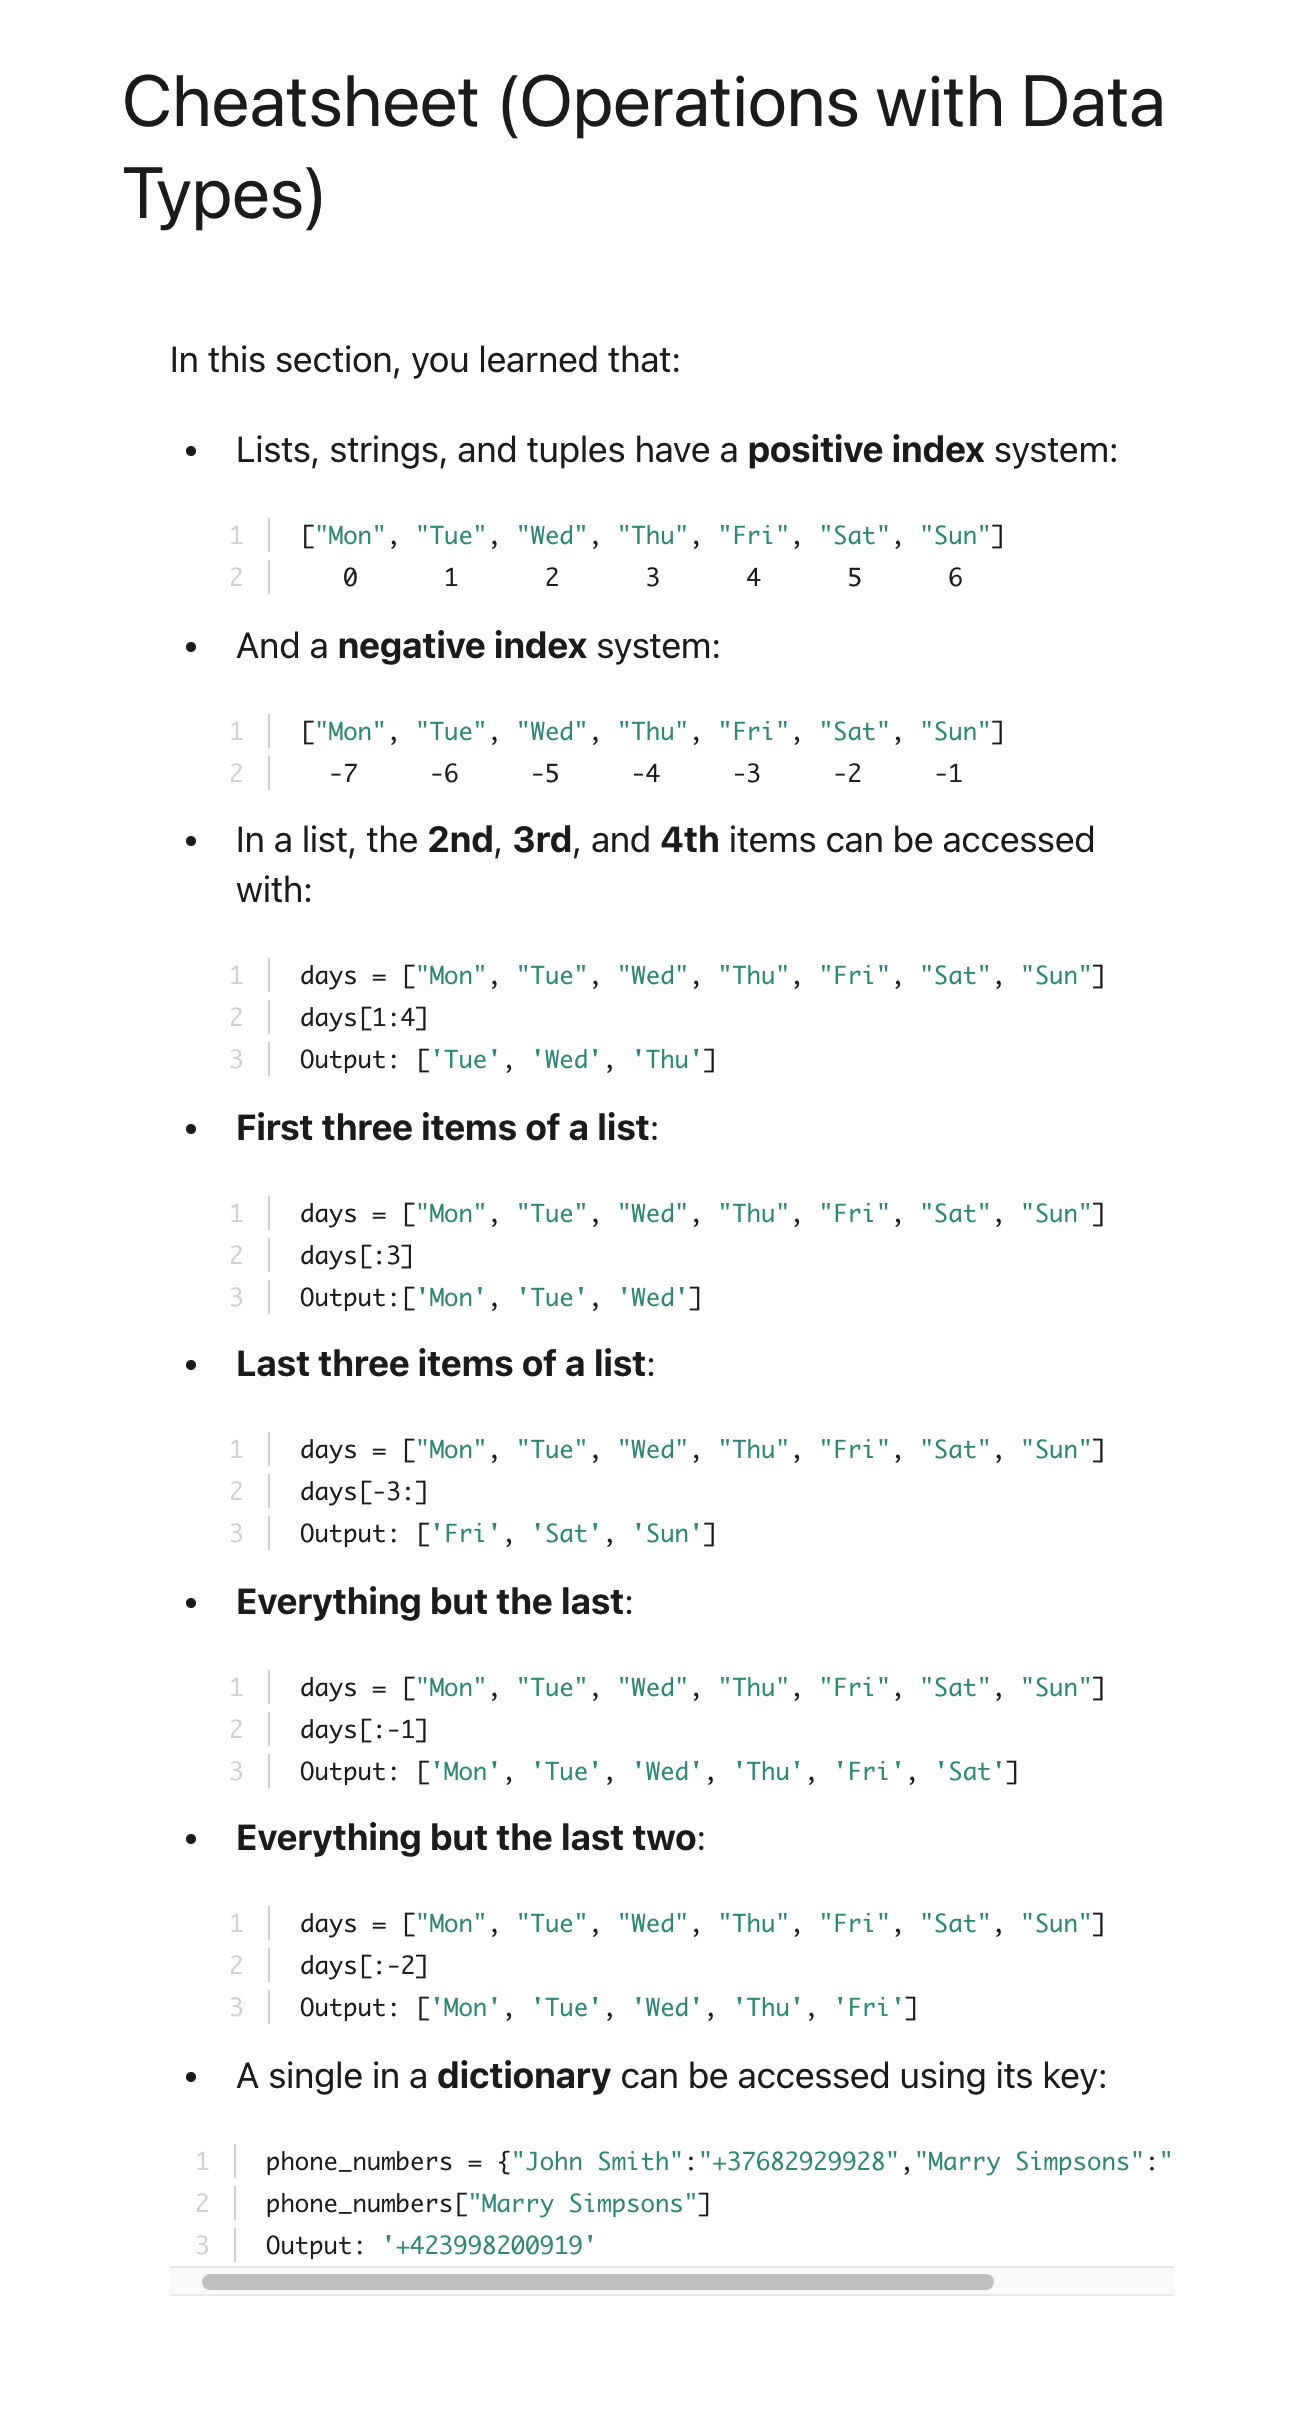 Cheatsheet (Operations with Data
Types)
In this section, you learned that:
• Lists, strings, and tuples have a positive index system:
1 ["Mon", "Tue", "Wed", "Thu", "Fri", "Sat", "Sun"]
2 0 1 2 3 4 5 6
• And a negative index system:
1 ["Mon", "Tue", "Wed", "Thu", "Fri", "Sat", "Sun"]
2 -7 -6 -5 -4 -3 -2 -1
• In a list, the 2nd, 3rd, and 4th items can be accessed
with:
1 days = ["Mon", "Tue", "Wed", "Thu", "Fri", "Sat", "Sun"]
2 days[1:4]
3 Output: ['Tue', 'Wed', 'Thu']
• First three items of a list:
1 days = ["Mon", "Tue", "Wed", "Thu", "Fri", "Sat", "Sun"]
2 days[:3]
3 Output:['Mon', 'Tue', 'Wed']
• Last three items of a list:
1 days = ["Mon", "Tue", "Wed", "Thu", "Fri", "Sat", "Sun"]
2 days[-3:]
3 Output: ['Fri', 'Sat', 'Sun']
• Everything but the last:
1 days = ["Mon", "Tue", "Wed", "Thu", "Fri", "Sat", "Sun"]
2 days[:-1]
3 Output: ['Mon', 'Tue', 'Wed', 'Thu', 'Fri', 'Sat']
• Everything but the last two:
1 days = ["Mon", "Tue", "Wed", "Thu", "Fri", "Sat", "Sun"]
2 days[:-2]
3 Output: ['Mon', 'Tue', 'Wed', 'Thu', 'Fri']
• A single in a dictionary can be accessed using its key:
1 phone_numbers = {"John Smith":"+37682929928","Marry Simpsons":"
2 phone_numbers["Marry Simpsons"]
3 Output: '+423998200919'